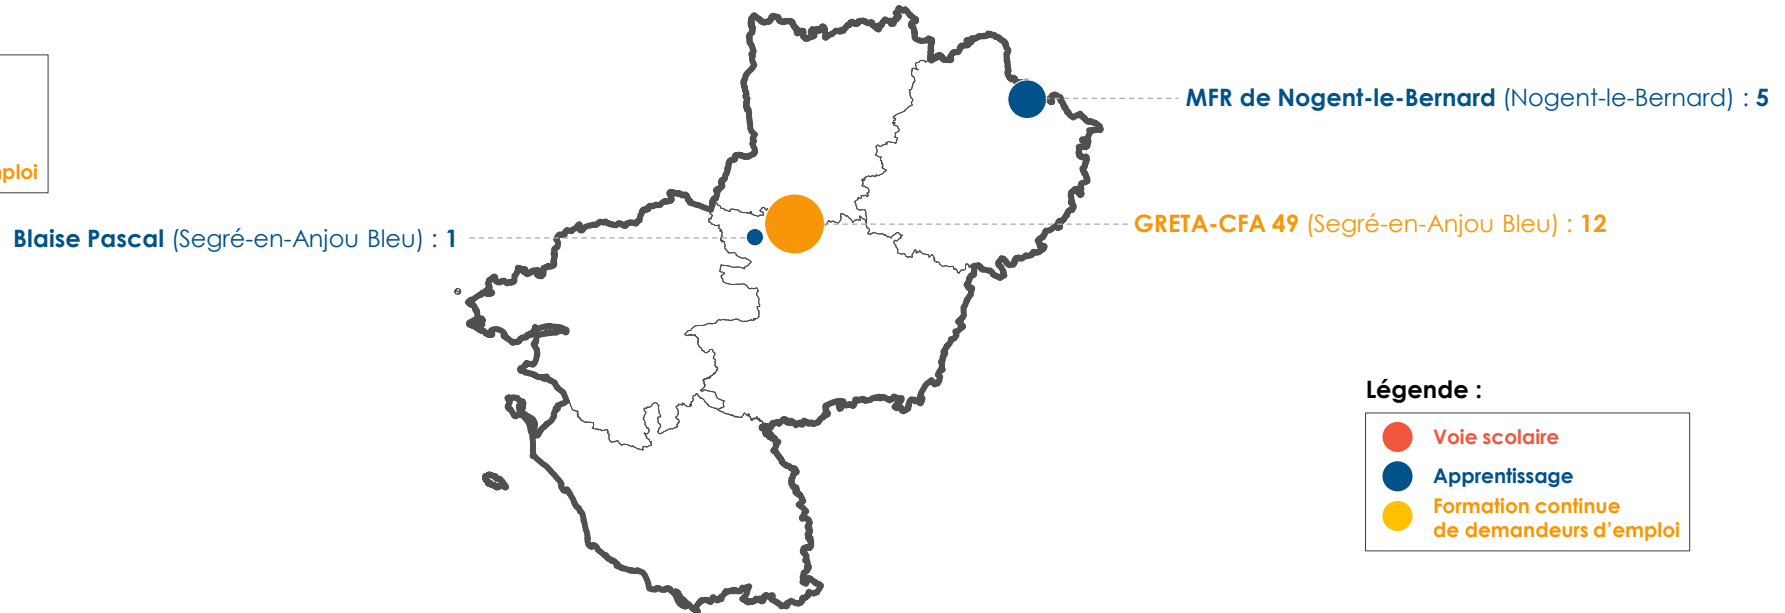 MFR de Nogent-le-Bernard (Nogent-le-Bernard) : 5
GRETA-CFA 49 (Segré-en-Anjou Bleu) : 12
Blaise Pascal (Segré-en-Anjou Bleu) : 1
Légende :
Voie scolaire
Apprentissage
Formation continue
de demandeurs d’emploi